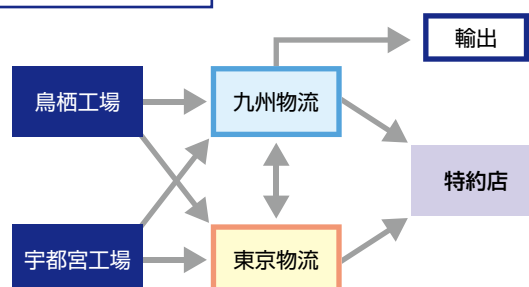 輸出
鳥栖工場
九州物流
特約店
宇都宮工場
東京物流